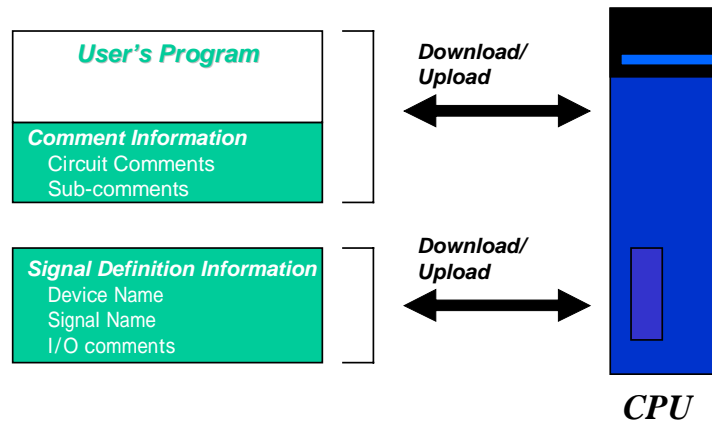 User's Program
Comment Information
Circuit Comments
Sub-comments
Download/
Upload
Signal Definition Information
Device Name
Signal Name
I/O comments
Download/
Upload
CPU